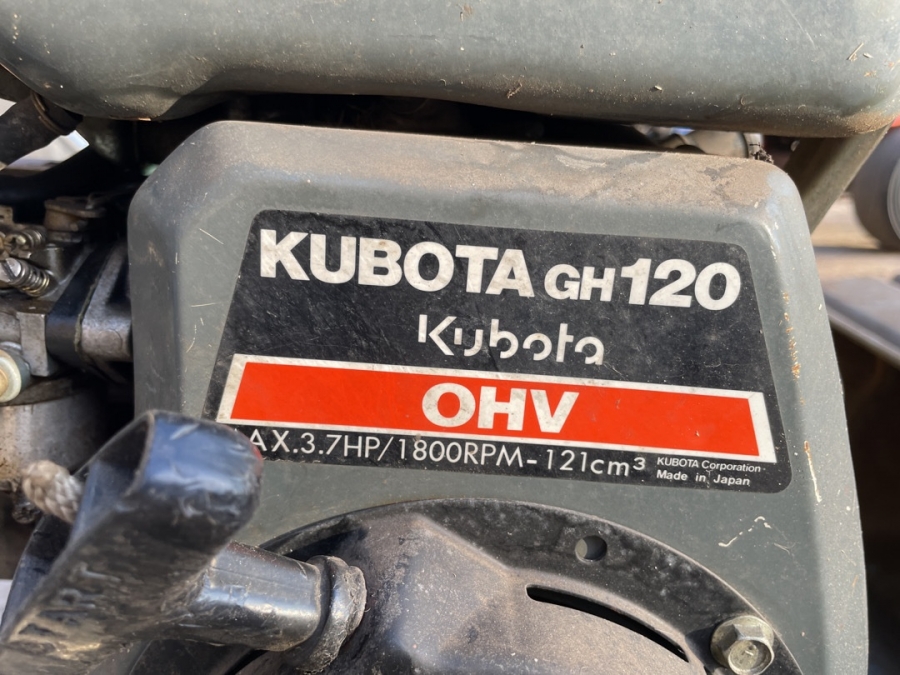 KUBOTA GH120
Kubota
OHV
AX.3.7HP/1800RPM-121cm³
KUBOTA Corporation
Made in Japan